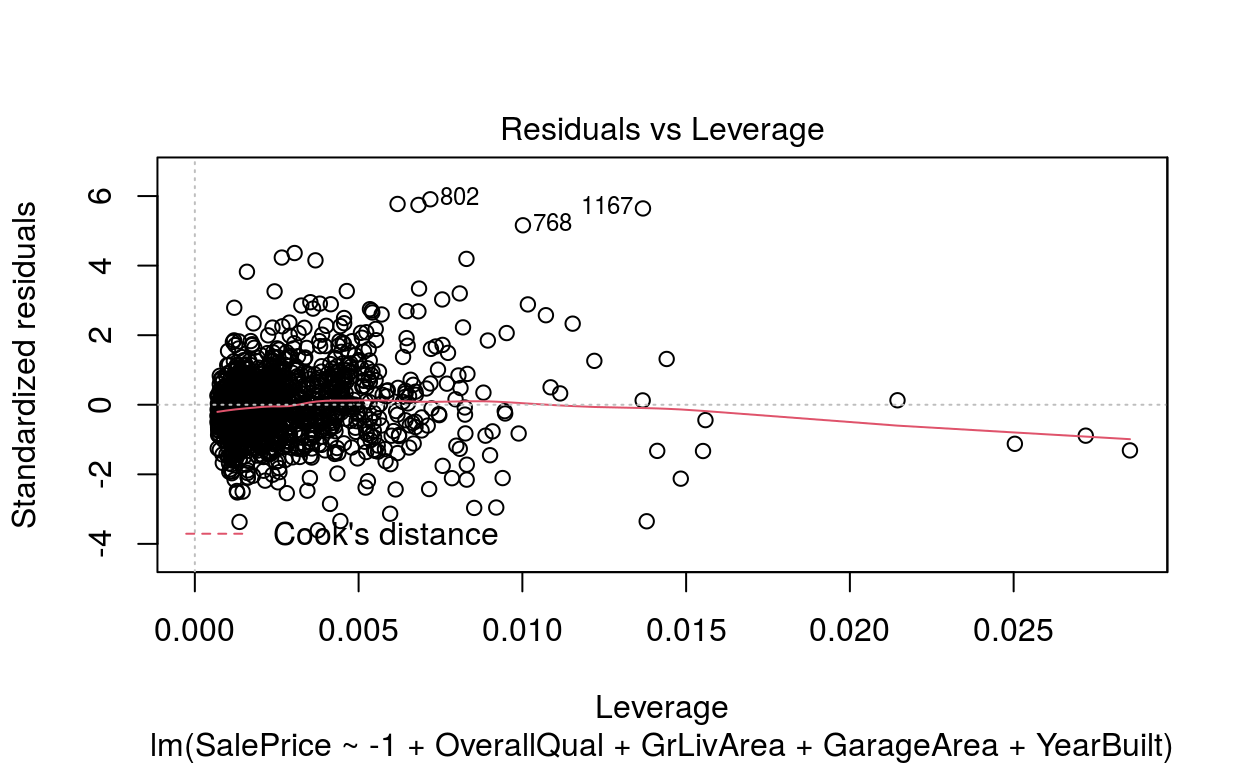 Residuals vs Leverage
Standardized residuals
6
4
2
0
-2
-4
802
768
1167
Cook's distance
0.000 0.005 0.010 0.015 0.020 0.025
Leverage
lm(SalePrice ~ -1 + OverallQual + GrLivArea + GarageArea + YearBuilt)